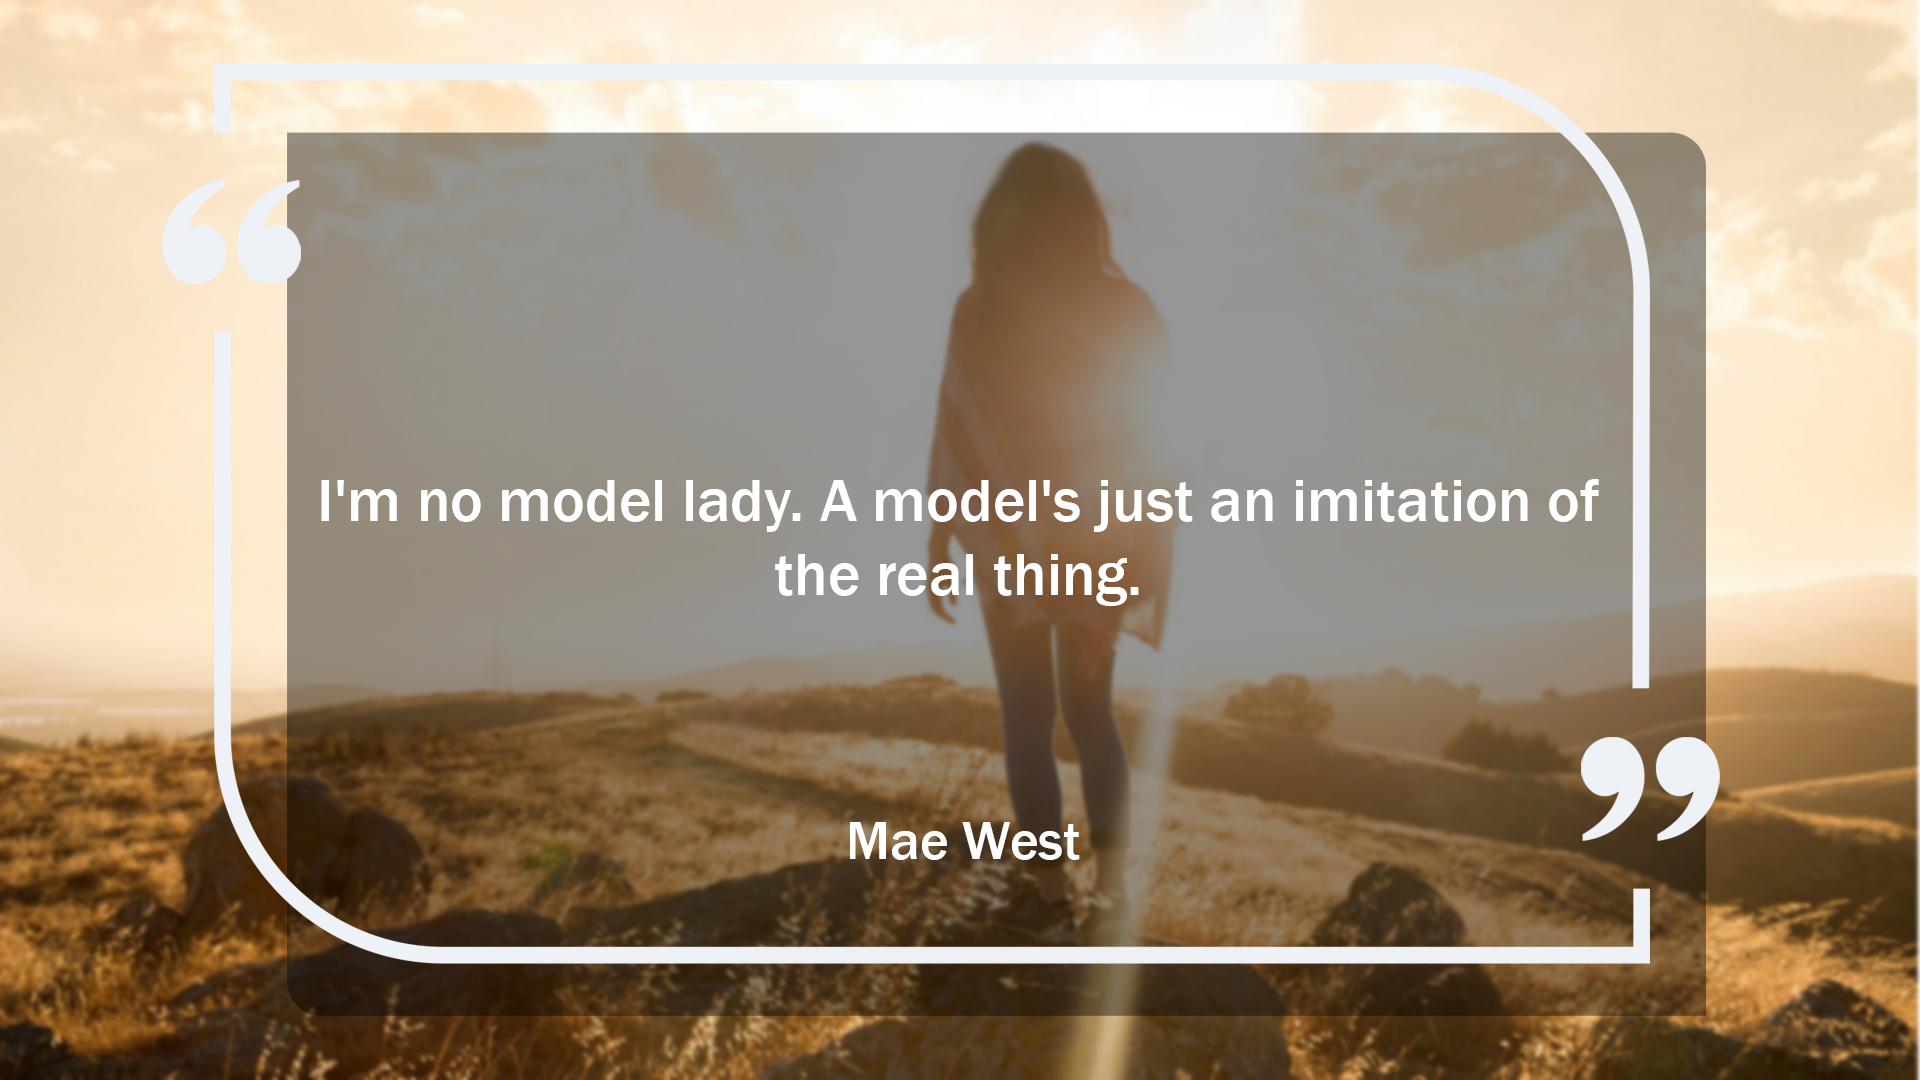 I'm no model lady. A model's just an imitation of
the real thing.
Mae West